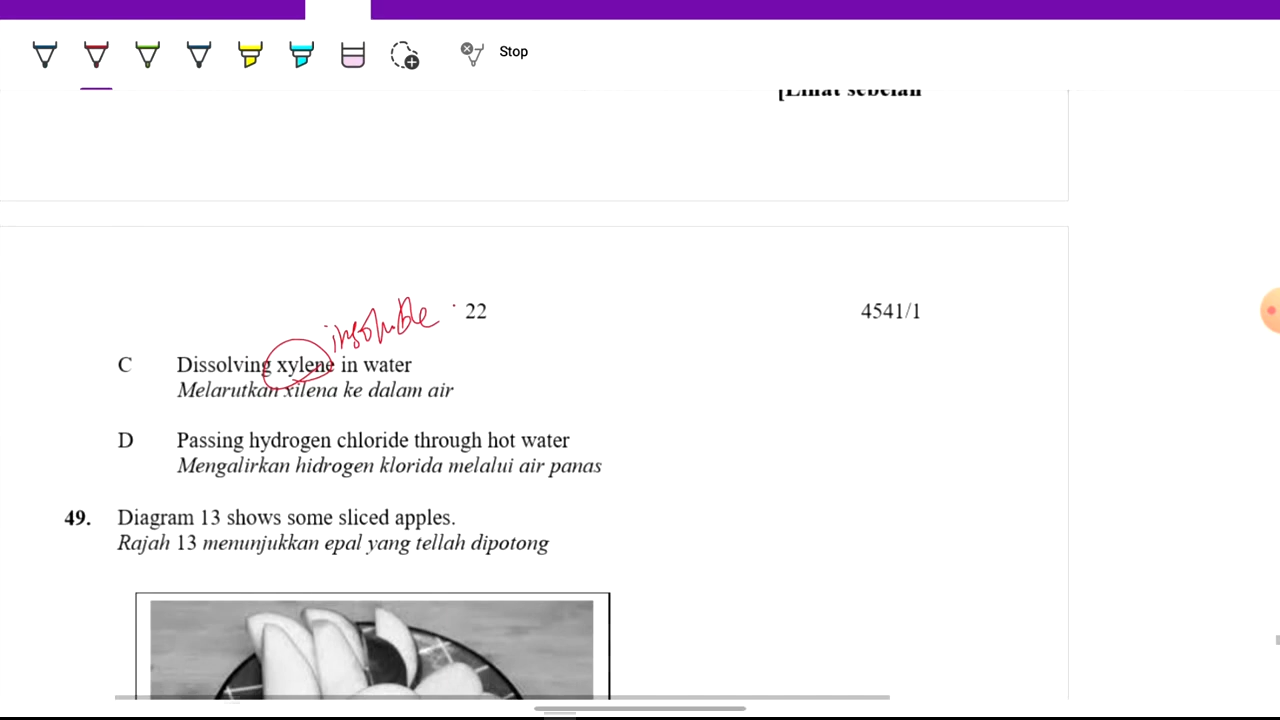 Stop
[Lihat sebelah
insoluble
22
4541/1
C Dissolving xylene in water
Melarutkan xilena ke dalam air
D Passing hydrogen chloride through hot water
Mengalirkan hidrogen klorida melalui air panas
49. Diagram 13 shows some sliced apples.
Rajah 13 menunjukkan epal yang tellah dipotong